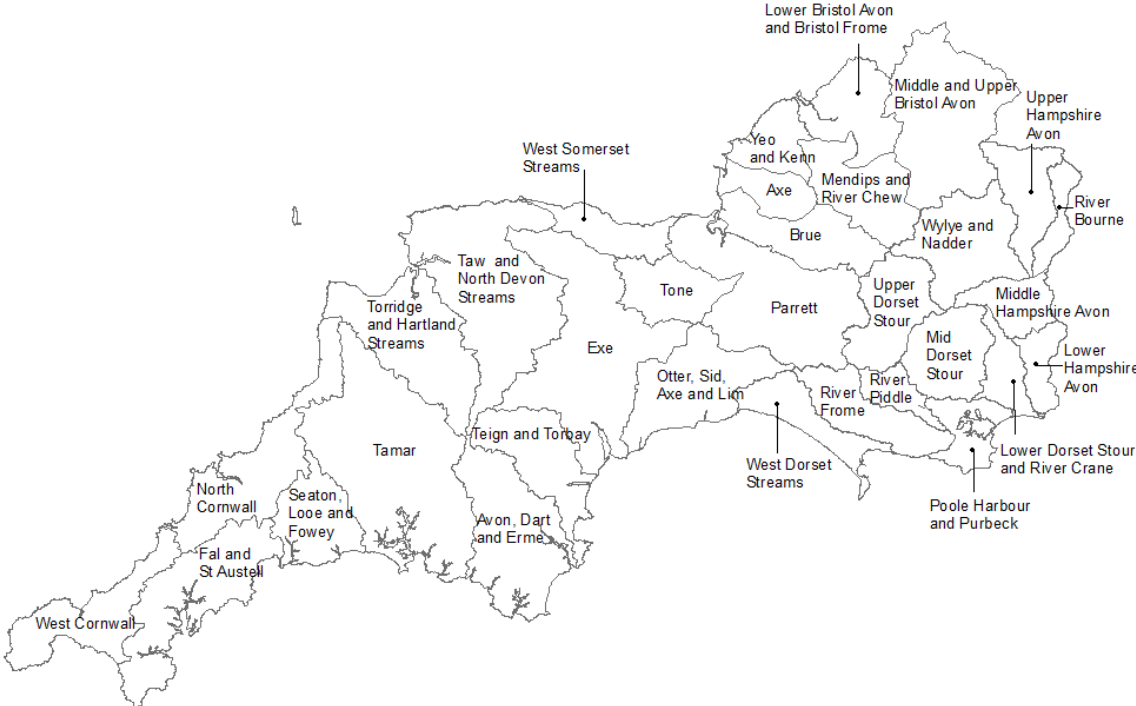 Lower Bristol Avon
and Bristol Frome
Middle and Upper
Bristol Avon
Upper
Hampshire
Avon
West Somerset
Streams
Yeo
and Kenn
Mendips and
River Chew
Axe
River
Bourne
Brue
Wylye and
Nadder
Taw and
North Devon
Streams
Tone
Parrett
Upper
Dorset
Stour
Middle
Hampshire Avon
Torridge
and Hartland
Streams
Exe
Mid
Dorset
Stour
Lower
Hampshire
Avon
Otter, Sid,
Axe and Lim
River
Frome
River
Piddle
Tamar
Teign and Torbay
West Dorset
Streams
Lower Dorset Stour
and River Crane
Poole Harbour
and Purbeck
North
Cornwall
Seaton,
Looe and
Fowey
Avon, Dart
and Erme
Fal and
St Austell
West Cornwall